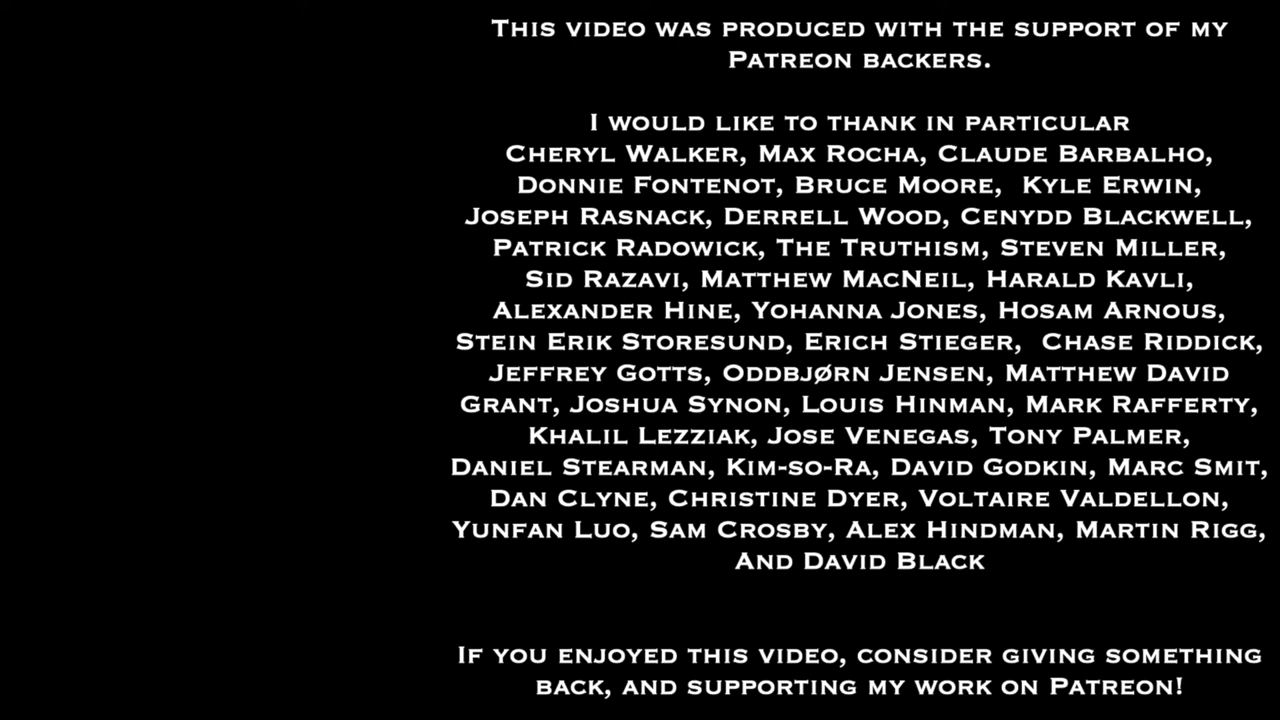 This video was produced with the support of my
Patreon backers.
I would like to thank in particular
Cheryl Walker, Max Rocha, Claude Barbalho,
Donnie Fontenot, Bruce Moore, Kyle Erwin,
Joseph Rasnack, Derrell Wood, Cenydd Blackwell,
Patrick Radowick, The Truthism, Steven Miller,
Sid Razavi, Matthew MacNeil, Harald Kavli,
Alexander Hine, Yohanna Jones, Hosam Arnous,
Stein Erik Storesund, Erich Stieger, Chase Riddick,
Jeffrey Gotts, Oddbjørn Jensen, Matthew David
Grant, Joshua Synon, Louis Hinman, Mark Rafferty,
Khalil Lezziak, Jose Venegas, Tony Palmer,
Daniel Stearman, Kim-so-Ra, David Godkin, Marc Smit,
Dan Clyne, Christine Dyer, Voltaire Valdellon,
Yunfan Luo, Sam Crosby, Alex Hindman, Martin Rigg,
And David Black
If you enjoyed this video, consider giving something
back, and supporting my work on Patreon!